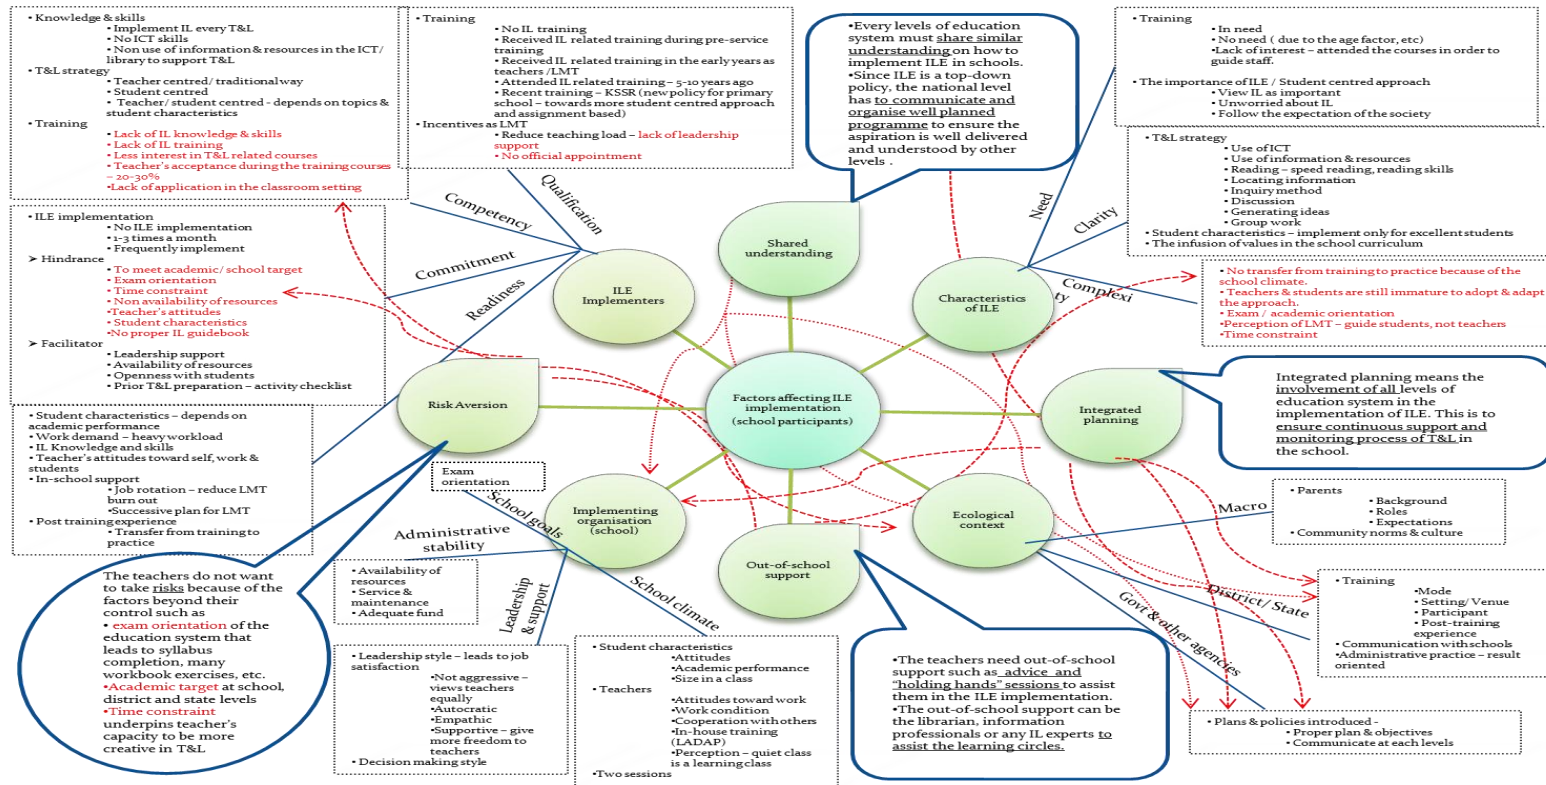 • Knowledge & skills
• Implement IL every T&L
• No ICT skills
• Non use of information & resources in the ICT/
library to support T&L
• T&L strategy
• Teacher centred/ traditional way
• Student centred
• Teacher/ student centred - depends on topics &
student characteristics
• Training
• Lack of IL knowledge & skills
• Lack of IL training
• Less interest in T&L related courses
• Teacher's acceptance during the training courses
– 20-30%
•Lack of application in the classroom setting
• Training
• No IL training
• Received IL related training during pre-service
training
• Received IL related training in the early years as
teachers /LMT
• Attended IL related training – 5-10 years ago
• Recent training – KSSR (new policy for primary
school – towards more student centred approach
and assignment based)
• Incentives as LMT
• Reduce teaching load – lack of leadership
support
• No official appointment
•Every levels of education
system must share similar
understanding on how to
implement ILE in schools.
•Since ILE is a top-down
policy, the national level
has to communicate and
organise well planned
programme to ensure the
aspiration is well delivered
and understood by other
levels .
• Training
• In need
• No need ( due to the age factor, etc)
•Lack of interest – attended the courses in order to
guide staff.
• The importance of ILE / Student centred approach
• View IL as important
• Unworried about IL
• Follow the expectation of the society
• T&L strategy
• Use of ICT
• Use of information & resources
• Reading – speed reading, reading skills
• Locating information
• Inquiry method
• Discussion
• Generating ideas
• Group work
• Student characteristics – implement only for excellent students
• The infusion of values in the school curriculum
• No transfer from training to practice because of the
school climate.
• Teachers & students are still immature to adopt & adapt
the approach.
• Exam / academic orientation
•Perception of LMT – guide students, not teachers
•Time constraint
Qualification
Competency
Commitment
Readiness
Need
Clarity
Complexi
ty
• ILE implementation
• No ILE implementation
• 1-3 times a month
• Frequently implement
➤ Hindrance
• To meet academic/ school target
• Exam orientation
• Time constraint
• Non availability of resources
•Teacher's attitudes
• Student characteristics
•No proper IL guidebook
➤ Facilitator
• Leadership support
• Availability of resources
• Openness with students
• Prior T&L preparation – activity checklist
ILE
Implementers
Shared
understanding
Characteristics
of ILE
Risk Aversion
Factors affecting ILE
implementation
(school participants)
Integrated
planning
Integrated planning means the
involvement of all levels of
education system in the
implementation of ILE. This is to
ensure continuous support and
monitoring process of T&L in
the school.
• Student characteristics – depends on
academic performance
• Work demand – heavy workload
• IL Knowledge and skills
• Teacher's attitudes toward self, work &
students
• In-school support
• Job rotation – reduce LMT
burn out
•Successive plan for LMT
• Post training experience
• Transfer from training to
practice
Exam
orientation
School goals
Administrative
stability
Leadership
& support
School climate
Implementing
organisation
(school)
Out-of-school
support
Ecological
context
Macro
District/ State
Govt & other agencies
• Parents
• Background
• Roles
• Expectations
• Community norms & culture
The teachers do not want
to take risks because of the
factors beyond their
control such as
• exam orientation of the
education system that
leads to syllabus
completion, many
workbook exercises, etc.
•Academic target at school,
district and state levels
•Time constraint
underpins teacher's
capacity to be more
creative in T&L
• Availability of
resources
• Service &
maintenance
• Adequate fund
• Leadership style – leads to job
satisfaction
•Not aggressive –
views teachers
equally
•Autocratic
•Empathic
•Supportive – give
more freedom to
teachers
• Decision making style
• Student characteristics
•Attitudes
•Academic performance
•Size in a class
• Teachers
•Attitudes toward work
•Work condition
•Cooperation with others
•In-house training
(LADAP)
•Perception – quiet class
is a learning class
•Two sessions
•The teachers need out-of-school
support such as advice and
"holding hands" sessions to assist
them in the ILE implementation.
•The out-of-school support can be
the librarian, information
professionals or any IL experts to
assist the learning circles.
• Training
•Mode
•Setting/ Venue
•Participant
•Post-training
experience
• Communication with schools
•Administrative practice – result
oriented
• Plans & policies introduced -
• Proper plan & objectives
• Communicate at each levels